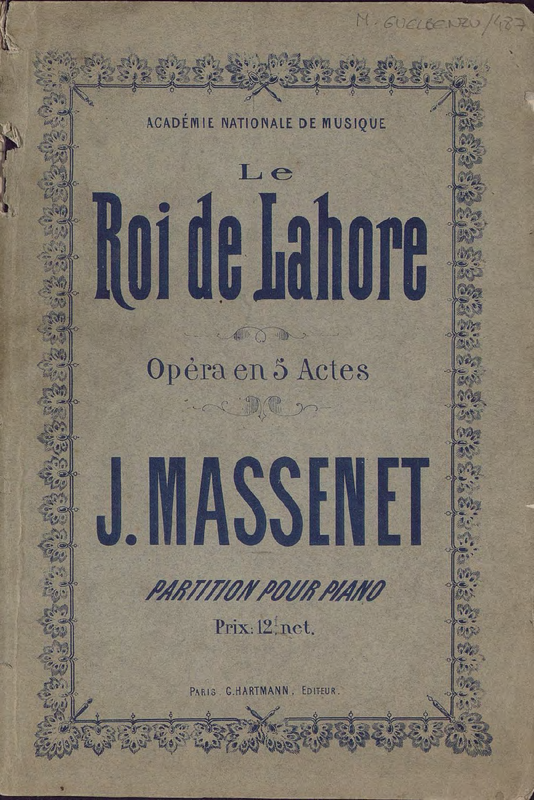 M. GUELBENZU/487
ACADÉMIE NATIONALE DE MUSIQUE
Le
Roi de Lahore
Opéra en 5 Actes
J. MASSENET
PARTITION POUR PIANO
Prix: 12f net.
PARIS G. HARTMANN, EDITEUR.